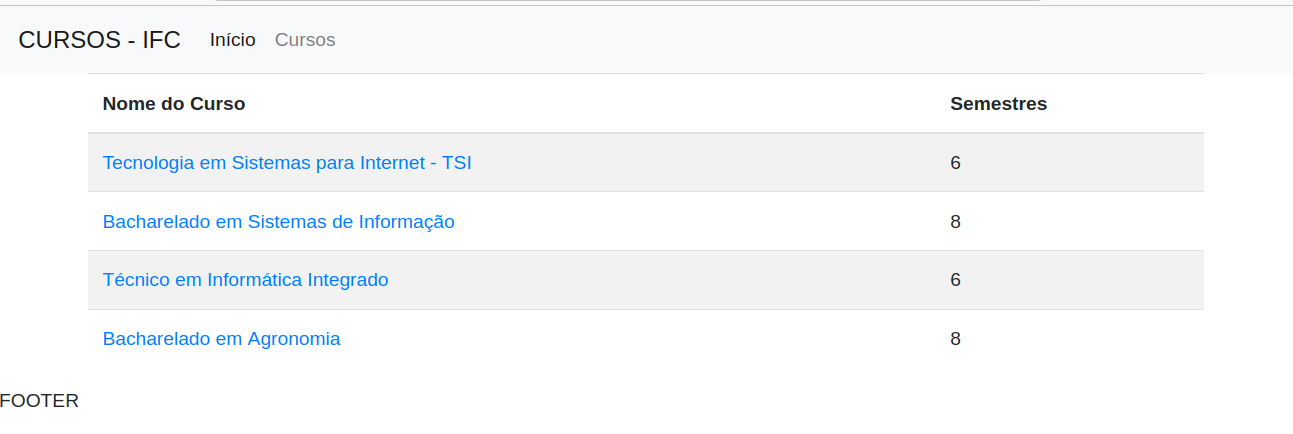 CURSOS - IFC Início Cursos
Nome do Curso Semestres
Tecnologia em Sistemas para Internet - TSI 6
Bacharelado em Sistemas de Informação 8
Técnico em Informática Integrado 6
Bacharelado em Agronomia 8
FOOTER